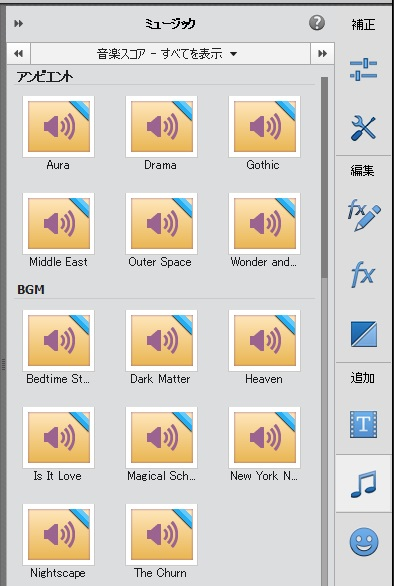 ミュージック
?
補正
音楽スコア - すべてを表示
アンビエント
Aura
Drama
Gothic
編集
fx
Middle East
Outer Space
Wonder and...
fx
BGM
Bedtime St...
Dark Matter
Heaven
追加
T
Is It Love
Magical Sch...
New York N...
Nightscape
The Churn